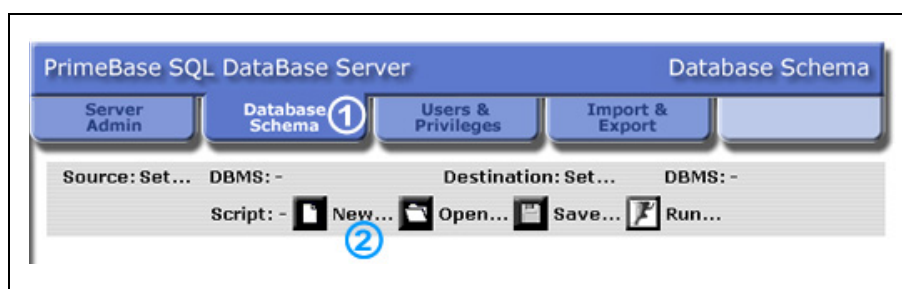 PrimeBase SQL DataBase Server Database Schema
Server Admin
Database Schema 1
Users & Privileges
Import & Export
Source: Set... DBMS: - Destination: Set... DBMS: -
Script: - New... Open... Save... Run...
2